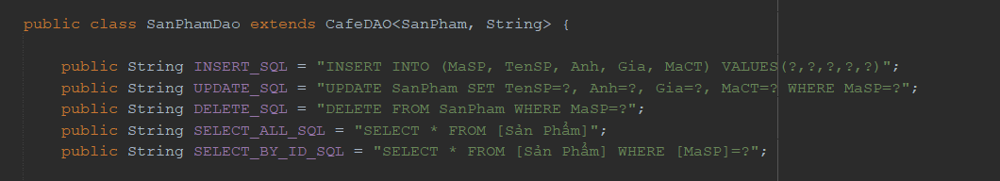 public class SanPhamDao extends CafeDAO<SanPham, String> {
public String INSERT_SQL = "INSERT INTO (MaSP, TenSP, Anh, Gia, MaCT) VALUES(?,?,?,?,?)";
public String UPDATE_SQL = "UPDATE SanPham SET TenSP=?, Anh=?, Gia=?, MaCT=? WHERE MaSP=?";
public String DELETE_SQL = "DELETE FROM SanPham WHERE MaSP=?";
public String SELECT_ALL_SQL = "SELECT * FROM [Sản Phẩm]";
public String SELECT_BY_ID_SQL = "SELECT * FROM [Sản Phẩm] WHERE [MaSP]=?";